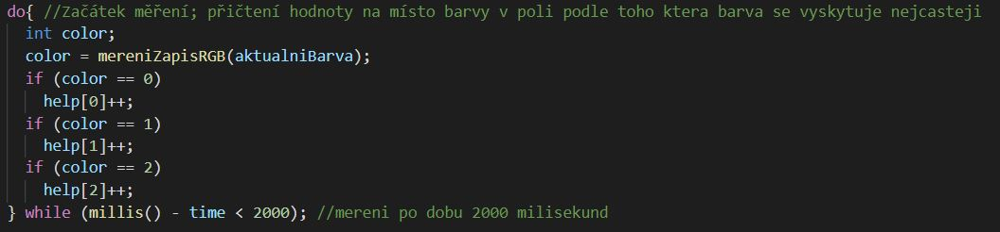 do{ //Začátek měření; přičtení hodnoty na místo barvy v poli podle toho ktera barva se vyskytuje nejcasteji
int color;
color = mereniZapisRGB(aktualniBarva);
if (color == 0)
help[0]++;
if (color == 1)
help[1]++;
if (color == 2)
help[2]++;
} while (millis() - time < 2000); //mereni po dobu 2000 milisekund